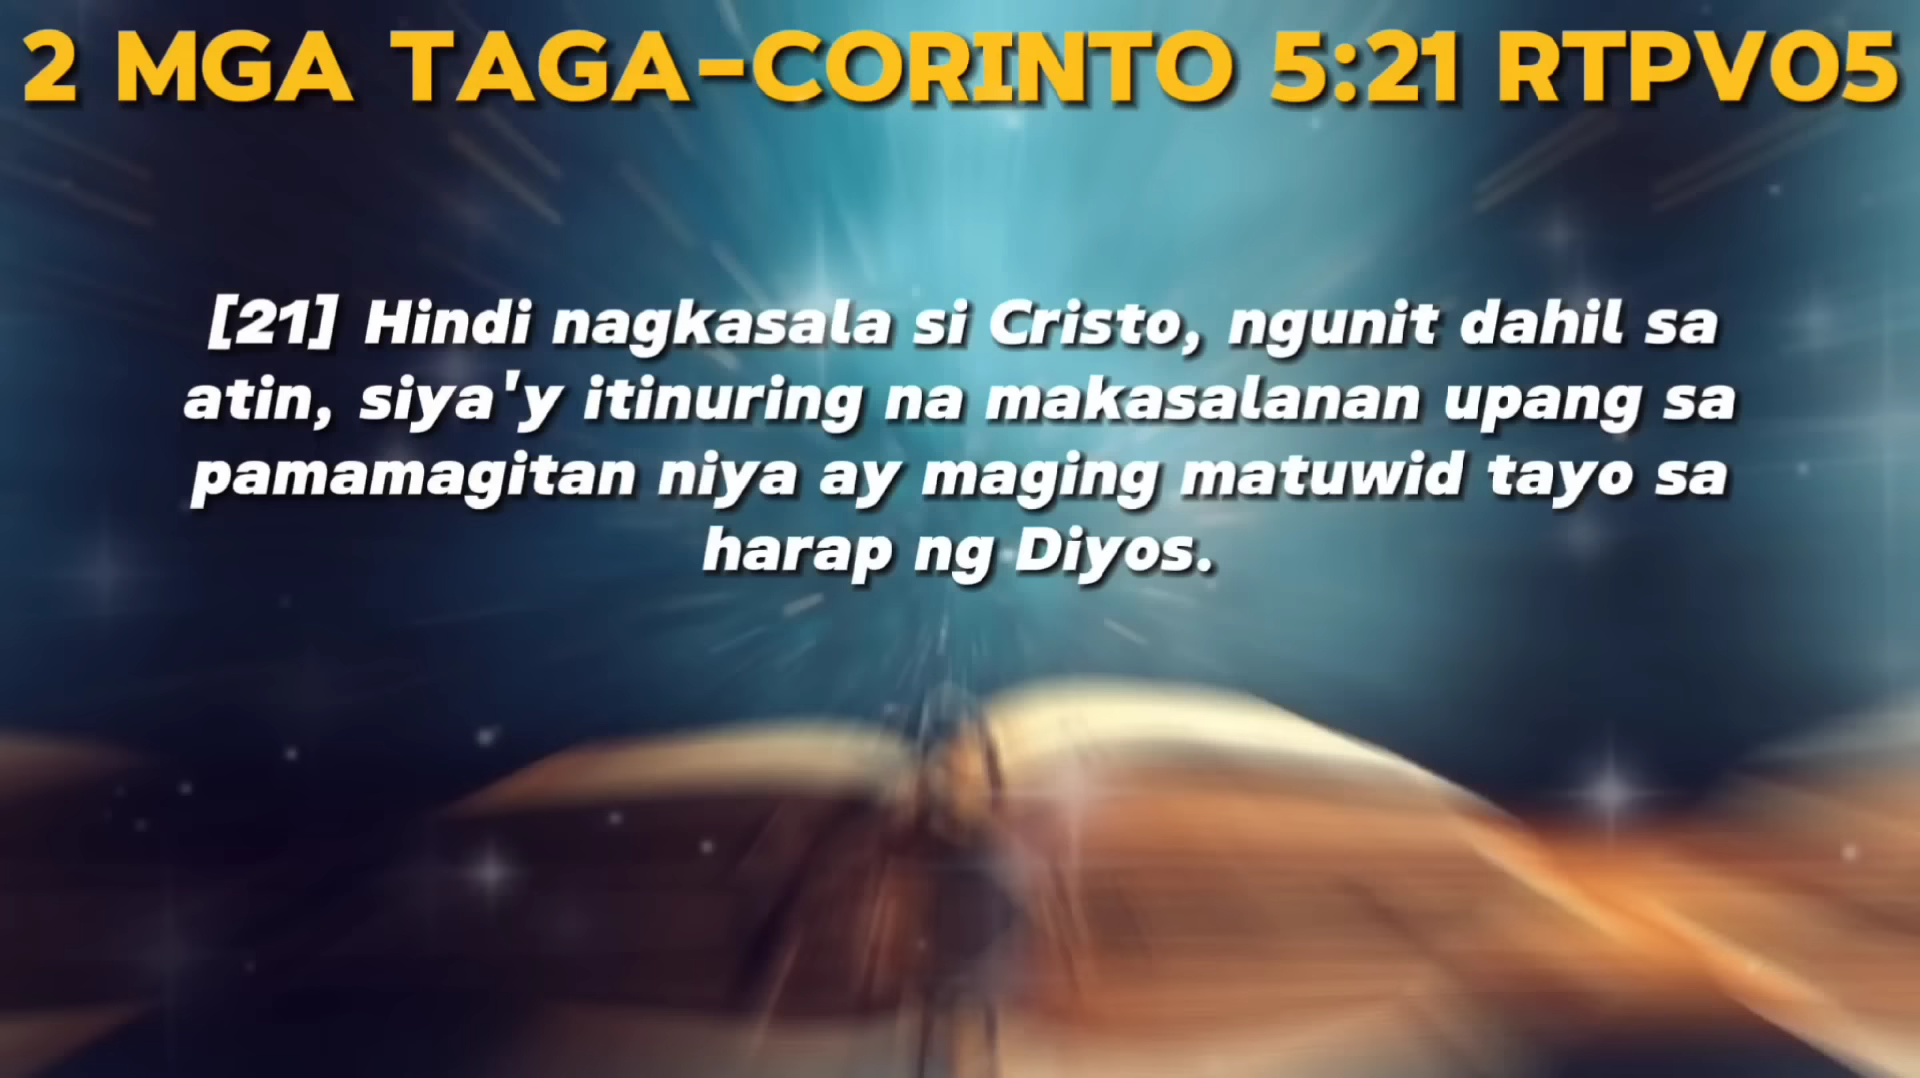 2 MGA TAGA-CORINTO 5:21 RTPV05
[21] Hindi nagkasala si Cristo, ngunit dahil sa
atin, siya'y itinuring na makasalanan upang sa
pamamagitan niya ay maging matuwid tayo sa
harap ng Diyos.